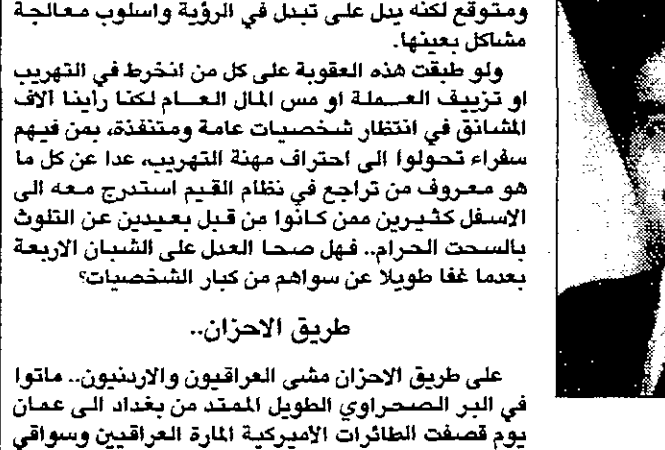 ومتوقع لكنه يدل على تبدل في الرؤية واسلوب معالجة
مشاكل بعينها.
ولو طبقت هذه العقوبة على كل من انخرط في التهريب
او تزييف العملة او مس المال العام لكنا راينا آلاف
المشانق في انتظار شخصيات عامة ومتنفذة، بمن فيهم
سفراء تحولوا الى احتراف مهنة التهريب، عدا عن كل ما
هو معروف من تراجع في نظام القيم استدرج معه الى
الاسفل كثيرين ممن كانوا من قبل بعيدين عن التلوث
بالسحت الحرام.. فهل صحا العدل على الشبان الاربعة
بعدما غفا طويلا عن سواهم من كبار الشخصيات؟
طريق الاحزان..
على طريق الاحزان مشى العراقيون والاردنيون.. ماتوا
في البر الصحراوي الطويل الممتد من بغداد الى عمان
يوم قصفت الطائرات الاميركية المارة العراقيين وسواقي